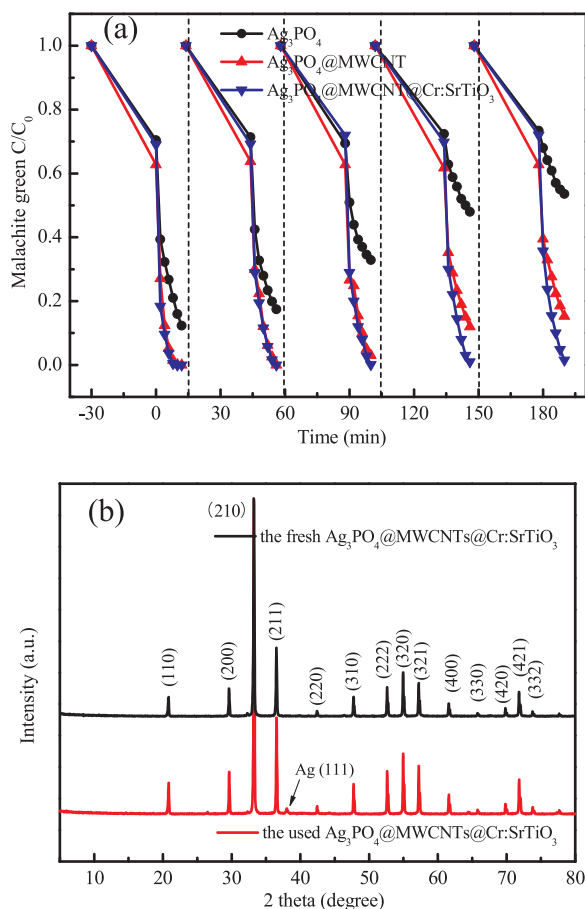 (a)
Ag3PO4
Ag3PO4@MWCNT
Ag3PO4@MWCNT@Cr:SrTiO3
Malachite green C/C0
1.0
0.8
0.6
0.4
0.2
0.0
-30 0 30 60 90 120 150 180
Time (min)
(b)
(210)
the fresh Ag3PO4@MWCNTs@Cr:SrTiO3
(110) (200) (211) (220) (310) (222) (320) (321) (400) (330) (420) (421) (332)
Intensity (a.u.)
Ag (111)
the used Ag3PO4@MWCNTs@Cr:SrTiO3
10 20 30 40 50 60 70 80
2 theta (degree)